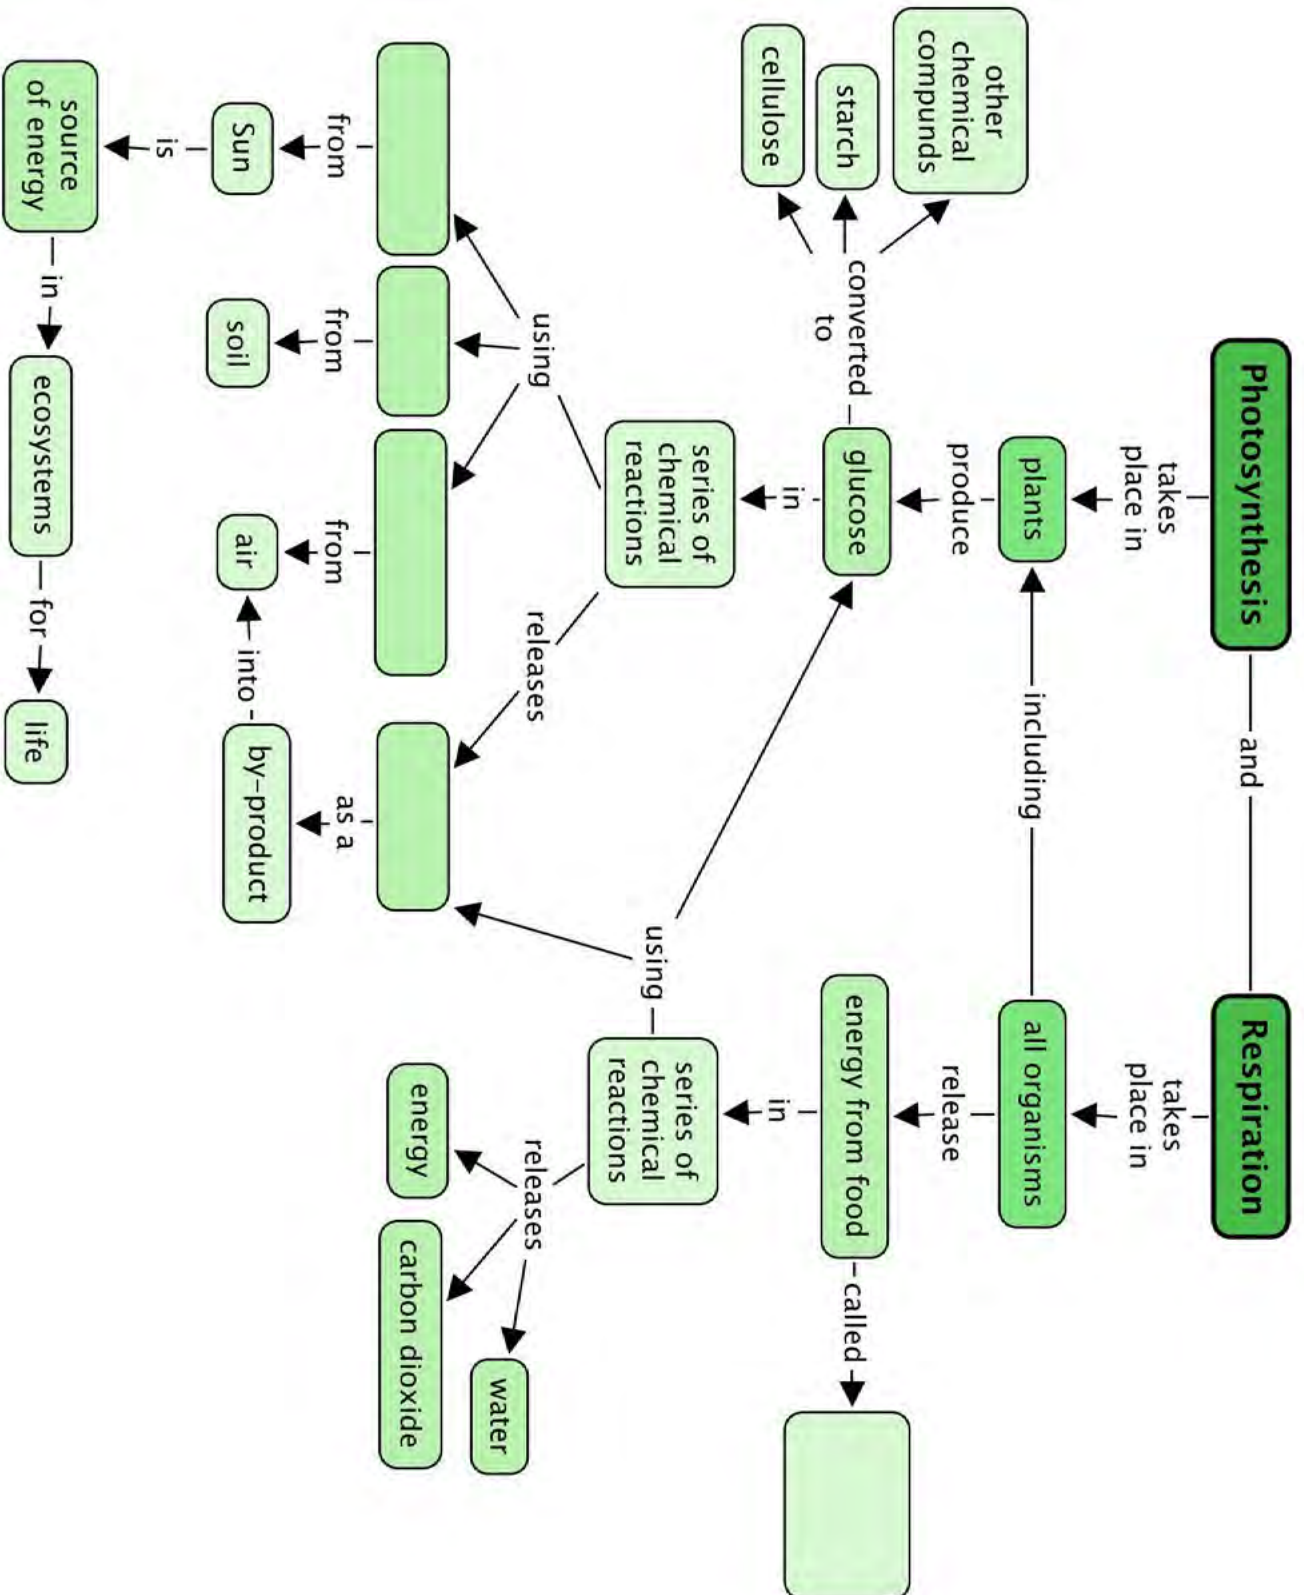 Photosynthesis
and
Respiration
takes
place in
takes
place in
plants
including
all organisms
produce
release
other
chemical
compunds
starch
cellulose
converted
to
glucose
energy from food
called
in
in
series of
chemical
reactions
series of
chemical
reactions
using
releases
using
releases
water
energy
carbon dioxide
from
from
from
as a
Sun
soil
air
into
by-product
is
source
of energy
in
ecosystems
for
life